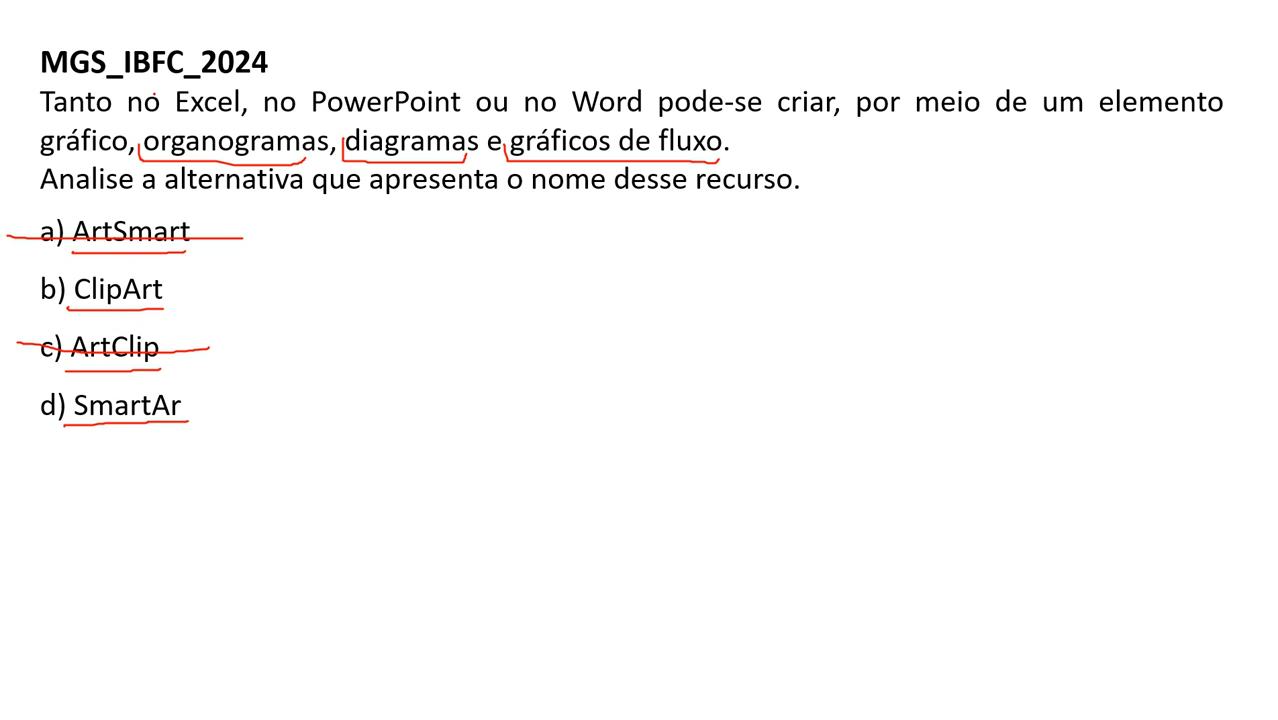 MGS_IBFC_2024
Tanto no Excel, no PowerPoint ou no Word pode-se criar, por meio de um elemento
gráfico, organogramas, diagramas e gráficos de fluxo.
Analise a alternativa que apresenta o nome desse recurso.
a) ArtSmart
b) ClipArt
c) ArtClip
d) SmartAr